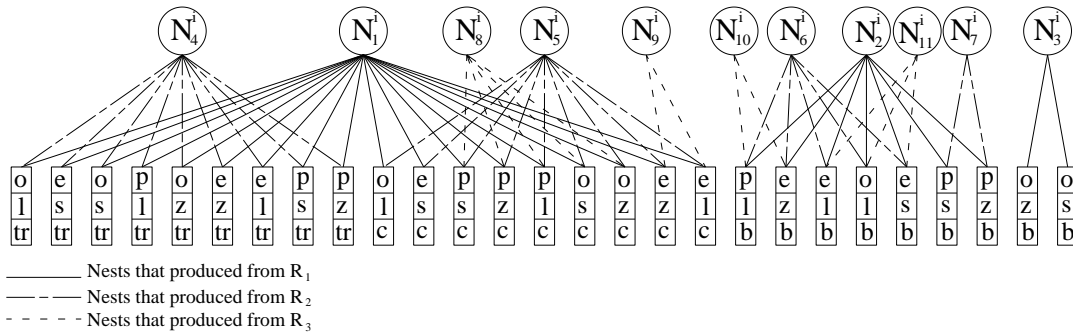 N₄ⁱ N₁ⁱ N₈ⁱ N₅ⁱ N₉ⁱ N₁₀ⁱ N₆ⁱ N₂ⁱ N₁₁ⁱ N₇ⁱ N₃ⁱ
o e o p o e e p p o e p p p o o e e p e e o e p p o o
l s s l z z l s z l s s z l s z z l l z l l s s z z s
tr tr tr tr tr tr tr tr tr c c c c c c c c c b b b b b b b b b
Nests that produced from R₁
Nests that produced from R₂
Nests that produced from R₃